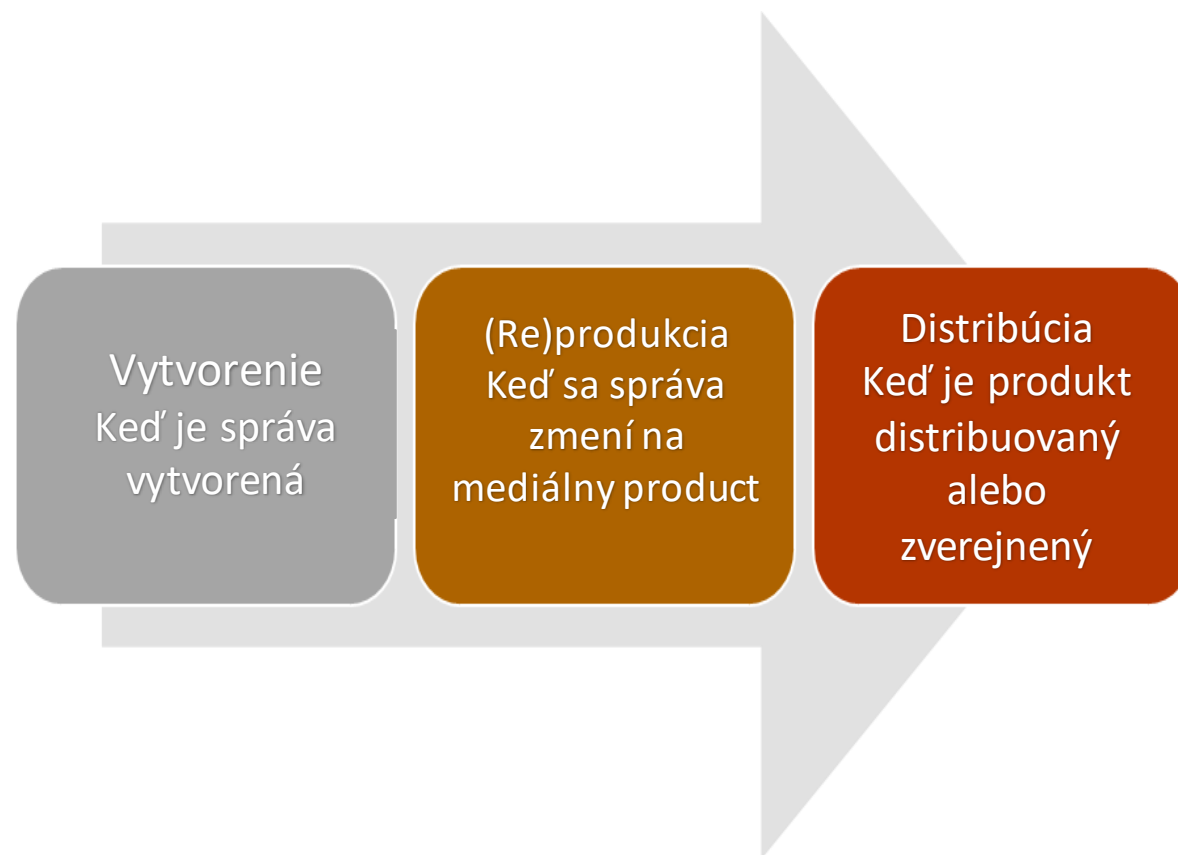 Vytvorenie
Keď je správa
vytvorená
(Re)produkcia
Keď sa správa
zmení na
mediálny product
Distribúcia
Keď je produkt
distribuovaný
alebo
zverejnený